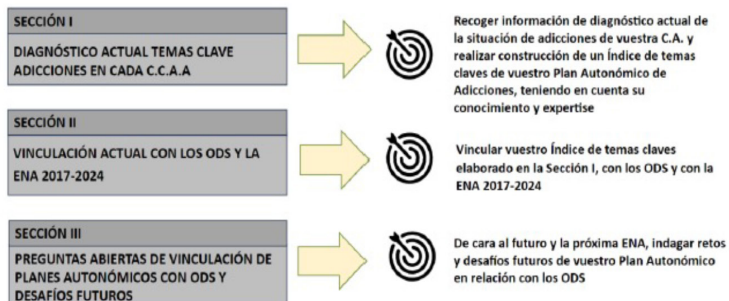 SECCIÓN I
DIAGNÓSTICO ACTUAL TEMAS CLAVE
ADICCIONES EN CADA C.C.A.A
Recoger información de diagnóstico actual de
la situación de adicciones de vuestra C.A. y
realizar construcción de un Índice de temas
claves de vuestro Plan Autonómico de
Adicciones, teniendo en cuenta su
conocimiento y expertise
SECCIÓN II
VINCULACIÓN ACTUAL CON LOS ODS Y LA
ENA 2017-2024
Vincular vuestro Índice de temas claves
elaborado en la Sección I, con los ODS y con la
ENA 2017-2024
SECCIÓN III
PREGUNTAS ABIERTAS DE VINCULACIÓN DE
PLANES AUTONÓMICOS CON ODS Y
DESAFÍOS FUTUROS
De cara al futuro y la próxima ENA, indagar retos
y desafíos futuros de vuestro Plan Autonómico
en relación con los ODS